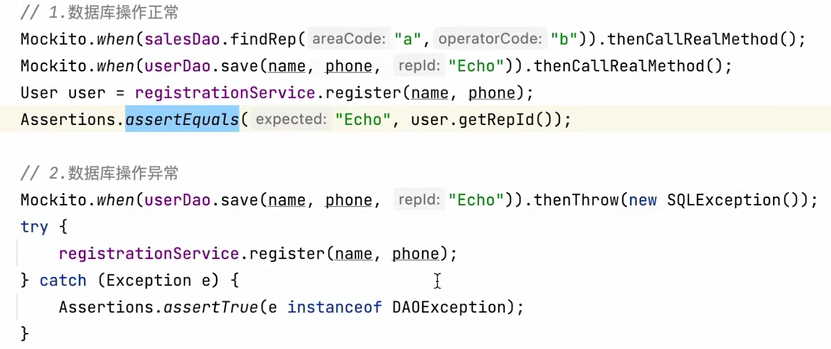 // 1.数据库操作正常
Mockito.when(salesDao.findRep( areaCode: "a", operatorCode: "b")).thenCallRealMethod();
Mockito.when(userDao.save(name, phone, repId: "Echo")).thenCallRealMethod();
User user = registrationService.register(name, phone);
Assertions.assertEquals( expected: "Echo", user.getRepId());
// 2.数据库操作异常
Mockito.when(userDao.save(name, phone, repId: "Echo")).thenThrow(new SQLException());
try {
registrationService.register(name, phone);
} catch (Exception e) {
Assertions.assertTrue(e instanceof DAOException);
}